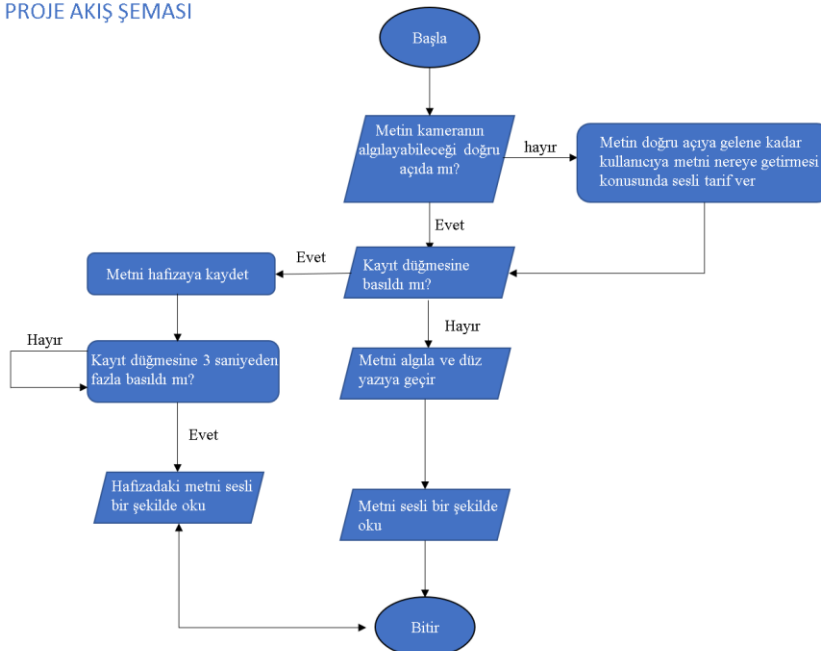 PROJE AKIŞ ŞEMASI
Başla
Metin kameranın
algılayabileceği doğru
açıda mı?
hayır
Metin doğru açıya gelene kadar
kullanıcıya metni nereye getirmesi
konusunda sesli tarif ver
Evet
Kayıt düğmesine
basıldı mı?
Evet
Metni hafızaya kaydet
Hayır
Hayır
Kayıt düğmesine 3 saniyeden
fazla basıldı mı?
Metni algıla ve düz
yazıya geçir
Evet
Hafızadaki metni sesli
bir şekilde oku
Metni sesli bir şekilde
oku
Bitir